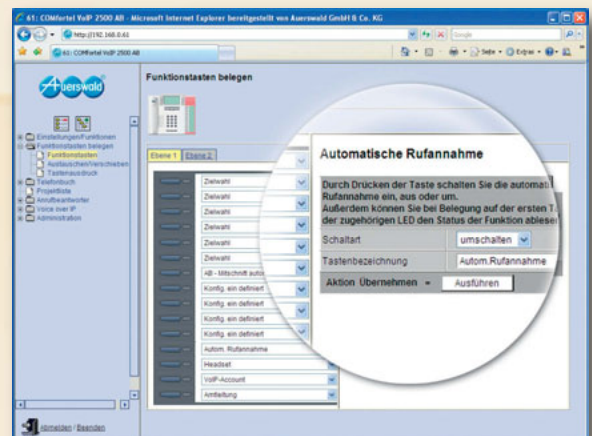 61: COMfortel VoIP 2500 AB - Microsoft Internet Explorer bereitgestellt von Auerswald GmbH & Co. KG
http://192.168.0.61
Google
61: COMfortel VoIP 2500 AB
Seite
Extras
Auerswald
Einstellungen/Funktionen
Funktionstasten belegen
Funktionstasten
Austauschen/Verschieben
Tastenausdruck
Telefonbuch
Projektliste
Anrufbeantworter
Voice over IP
Administration
Abmelden / Beenden
Funktionstasten belegen
Ebene 1 Ebene 2
Zielwahl
Zielwahl
Zielwahl
Zielwahl
Zielwahl
AB - Mitschnitt
Konfig. ein definiert
Konfig. ein definiert
Konfig. ein definiert
Konfig. ein definiert
Autom. Rufannahme
Headset
VoIP-Account
Amtleitung
Automatische Rufannahme
Durch Drücken der Taste schalten Sie die
Rufannahme ein, aus oder um.
Außerdem können Sie bei Belegung auf der ersten
der zugehörigen LED den Status der Funktion
Schaltart umschalten
Tastenbezeichnung Autom.Rufannahme
Aktion Übernehmen - Ausführen